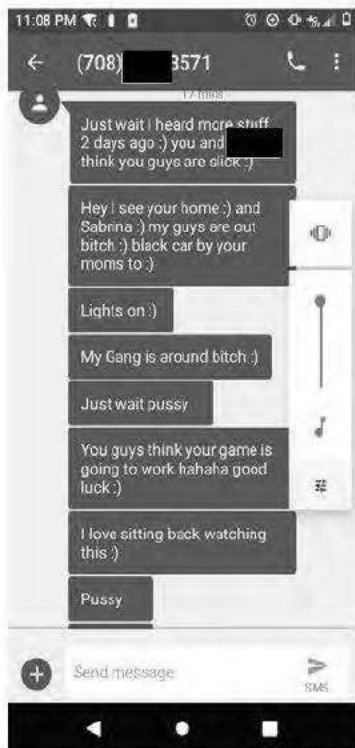 11:08 PM
(708) 3571
17 mins
Just wait I heard more stuff
2 days ago :) you and
think you guys are slick :)
Hey I see your home :) and
Sabrina :) my guys are out
bitch :) black car by your
moms to :)
Lights on :)
My Gang is around bitch :)
Just wait pussy
You guys think your game is
going to work hahaha good
luck :)
I love sitting back watching
this :)
Pussy
Send message
SMS